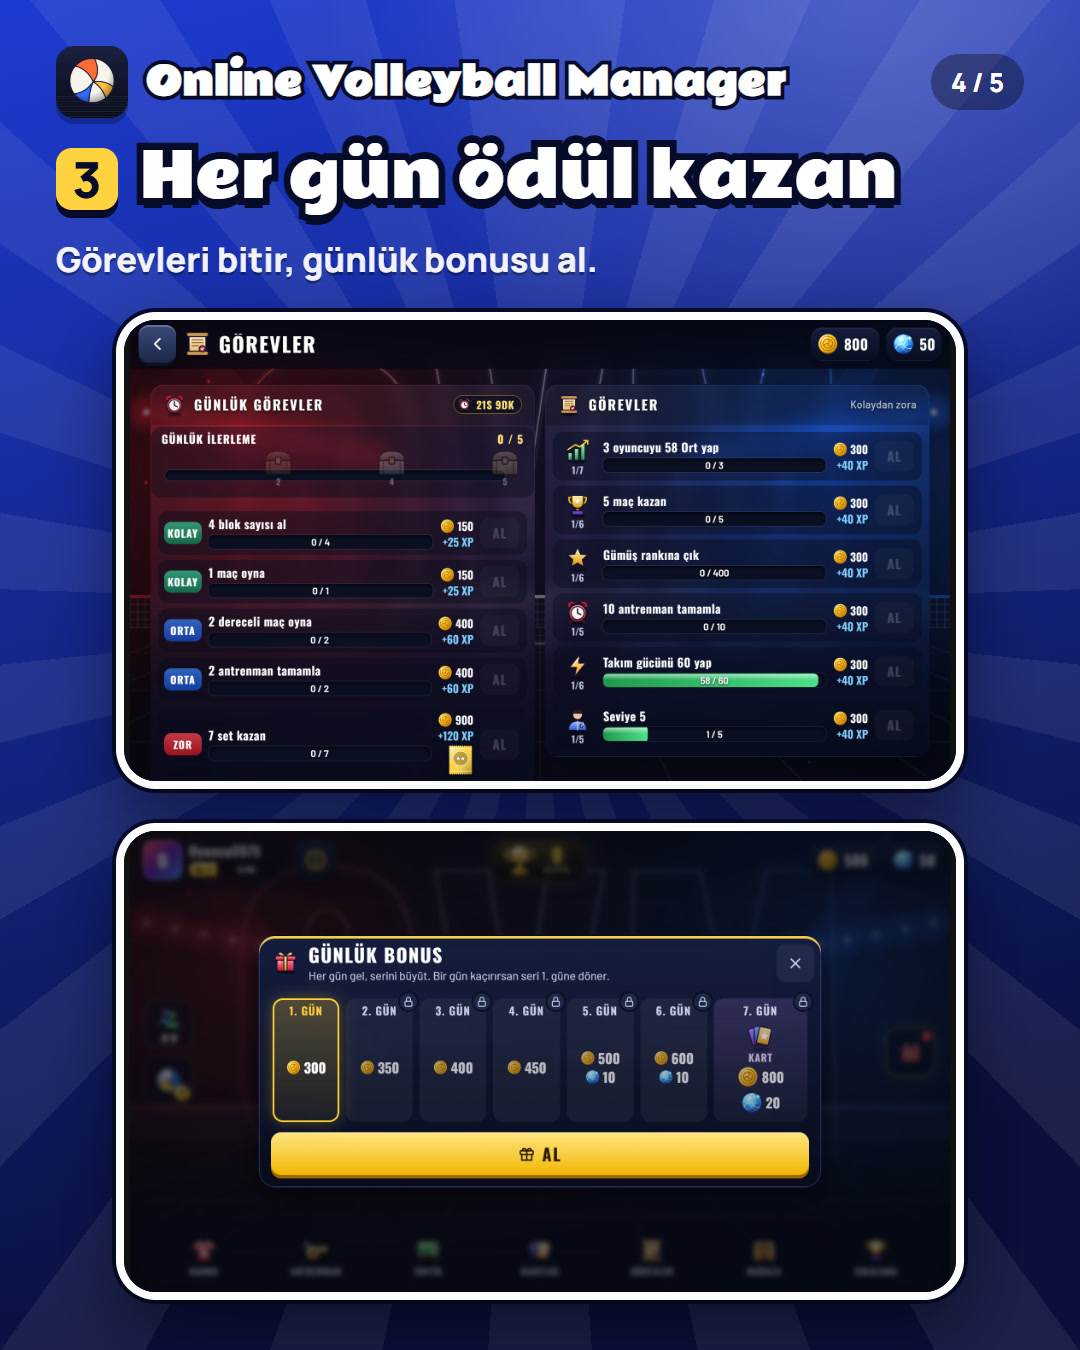 Online Volleyball Manager
4 / 5
3 Her gün ödül kazan
Görevleri bitir, günlük bonusu al.
GÖREVLER
800
50
GÜNLÜK GÖREVLER
21S 9DK
GÜNLÜK İLERLEME
0 / 5
2
4
5
KOLAY
4 blok sayısı al
0 / 4
150
+25 XP
AL
KOLAY
1 maç oyna
0 / 1
150
+25 XP
AL
ORTA
2 dereceli maç oyna
0 / 2
400
+60 XP
AL
ORTA
2 antrenman tamamla
0 / 2
400
+60 XP
AL
ZOR
7 set kazan
0 / 7
900
+120 XP
AL
GÖREVLER
Kolaydan zora
1/7
3 oyuncuyu 58 Ort yap
0 / 3
300
+40 XP
AL
1/6
5 maç kazan
0 / 5
300
+40 XP
AL
1/6
Gümüş rankına çık
0 / 400
300
+40 XP
AL
1/5
10 antrenman tamamla
0 / 10
300
+40 XP
AL
1/6
Takım gücünü 60 yap
58 / 60
300
+40 XP
AL
1/5
Seviye 5
1 / 5
300
+40 XP
AL
GÜNLÜK BONUS
Her gün gel, serini büyüt. Bir gün kaçırırsan seri 1. güne döner.
1. GÜN
300
2. GÜN
350
3. GÜN
400
4. GÜN
450
5. GÜN
500
10
6. GÜN
600
10
7. GÜN
KART
800
20
AL